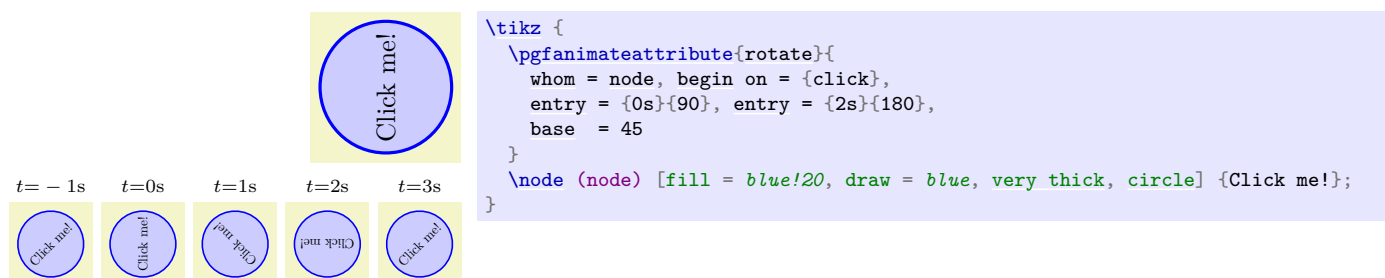 Click me!
t=−1s t=0s t=1s t=2s t=3s
Click me! Click me! Click me! Click me! Click me!
\tikz {
  \pgfanimateattribute{rotate}{
    whom = node, begin on = {click},
    entry = {0s}{90}, entry = {2s}{180},
    base  = 45
  }
  \node (node) [fill = blue!20, draw = blue, very thick, circle] {Click me!};
}